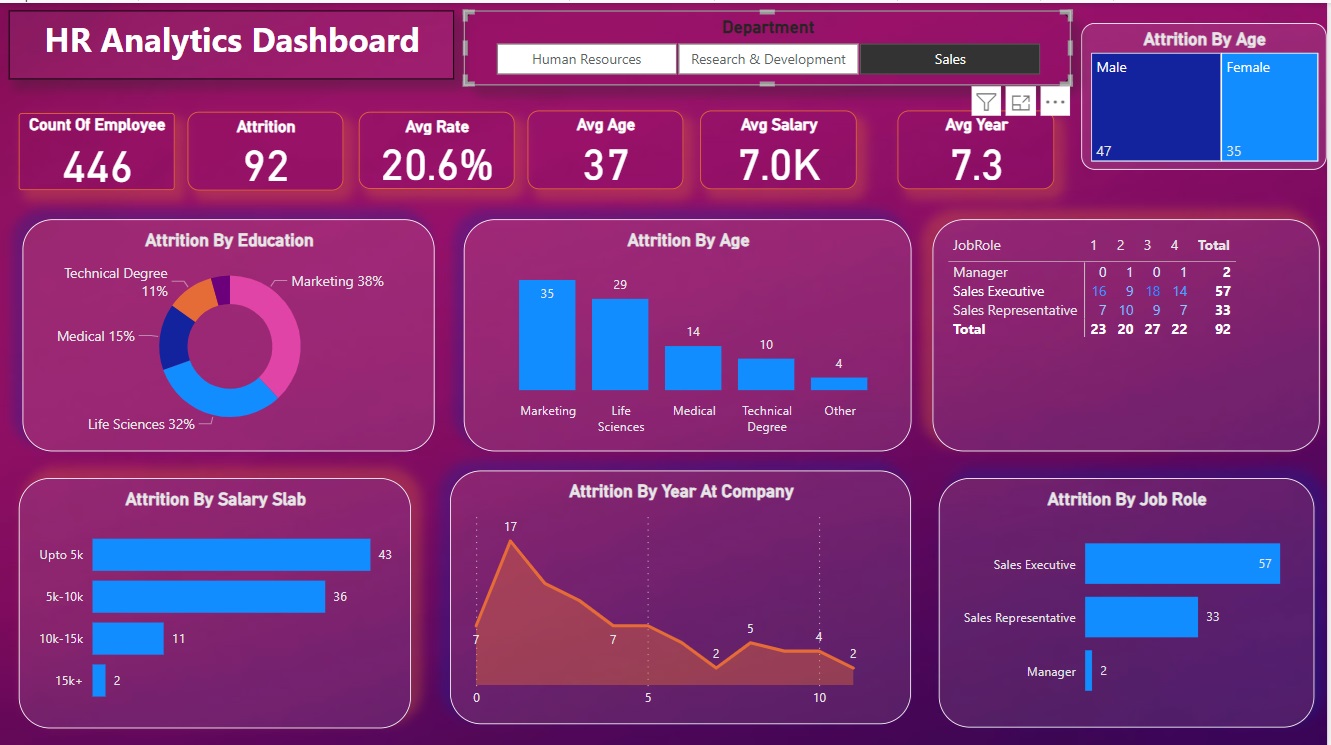 HR Analytics Dashboard
Department
Human Resources Research & Development Sales
Attrition By Age
Male Female
47 35
Count Of Employee
446
Attrition
92
Avg Rate
20.6%
Avg Age
37
Avg Salary
7.0K
Avg Year
7.3
Attrition By Education
Technical Degree
11%
Marketing 38%
Medical 15%
Life Sciences 32%
Attrition By Age
35 29 14 10 4
Marketing Life Medical Technical Other
Sciences Degree
JobRole 1 2 3 4 Total
Manager 0 1 0 1 2
Sales Executive 16 9 18 14 57
Sales Representative 7 10 9 7 33
Total 23 20 27 22 92
Attrition By Salary Slab
Upto 5k 43
5k-10k 36
10k-15k 11
15k+ 2
Attrition By Year At Company
17
7 7 2 5 4 2
0 5 10
Attrition By Job Role
Sales Executive 57
Sales Representative 33
Manager 2